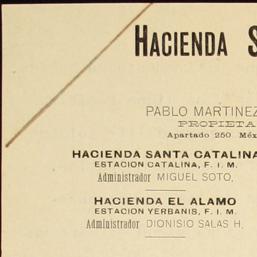 HACIENDA S
PABLO MARTINEZ
PROPIETA
Apartado 250 Méx
HACIENDA SANTA CATALINA
ESTACION CATALINA, F. I. M.
Administrador MIGUEL SOTO,
HACIENDA EL ALAMO
ESTACION YERBANIS, F. I. M.
Administrador DIONISIO SALAS H,